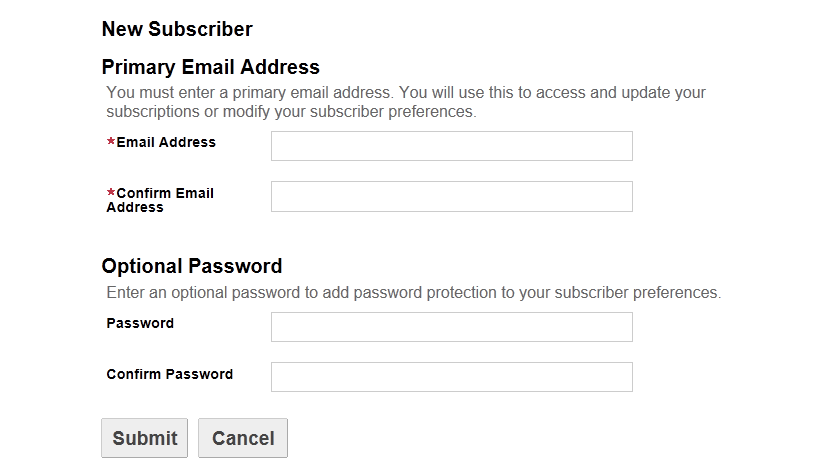 New Subscriber
Primary Email Address
You must enter a primary email address. You will use this to access and update your
subscriptions or modify your subscriber preferences.
*Email Address
*Confirm Email
Address
Optional Password
Enter an optional password to add password protection to your subscriber preferences.
Password
Confirm Password
Submit Cancel